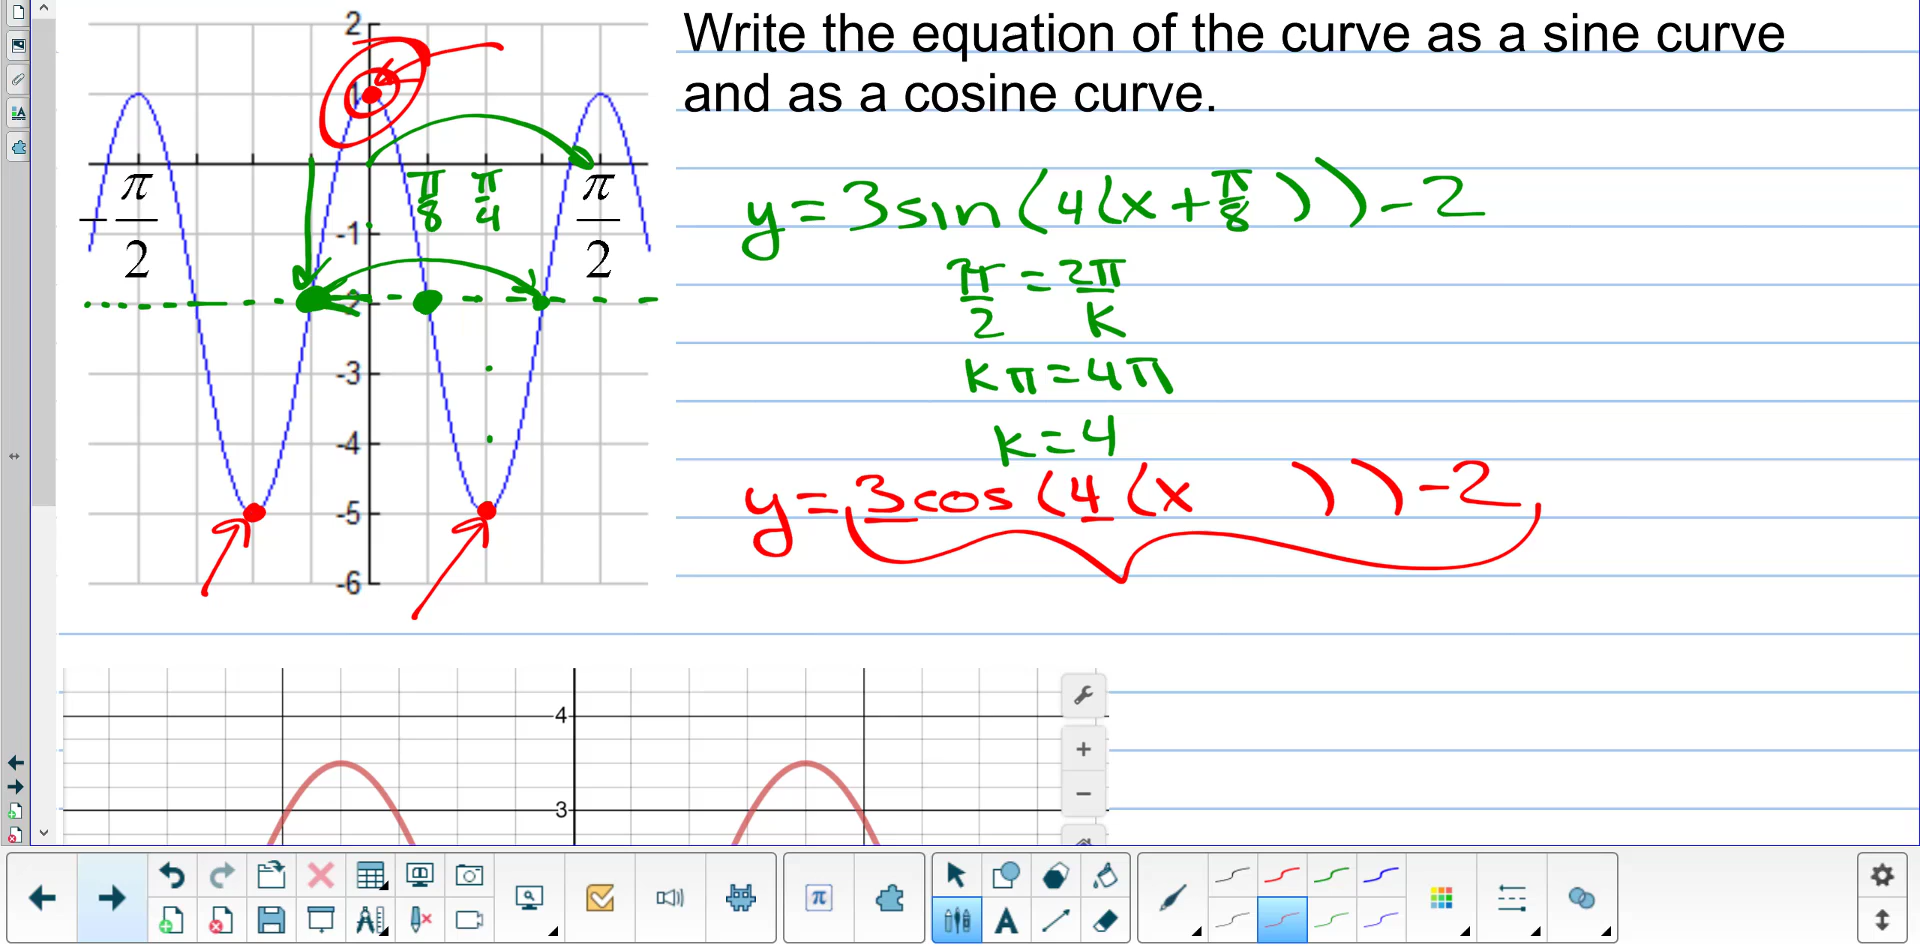 Write the equation of the curve as a sine curve
and as a cosine curve.
2
1
π/8 π/4
-π/2 π/2
-1
-2
-3
-4
-5
-6
y = 3sin(4(x + π/8)) - 2
π/2 = 2π/k
kπ = 4π
k = 4
y = 3cos(4(x )) - 2
4
3
π
A